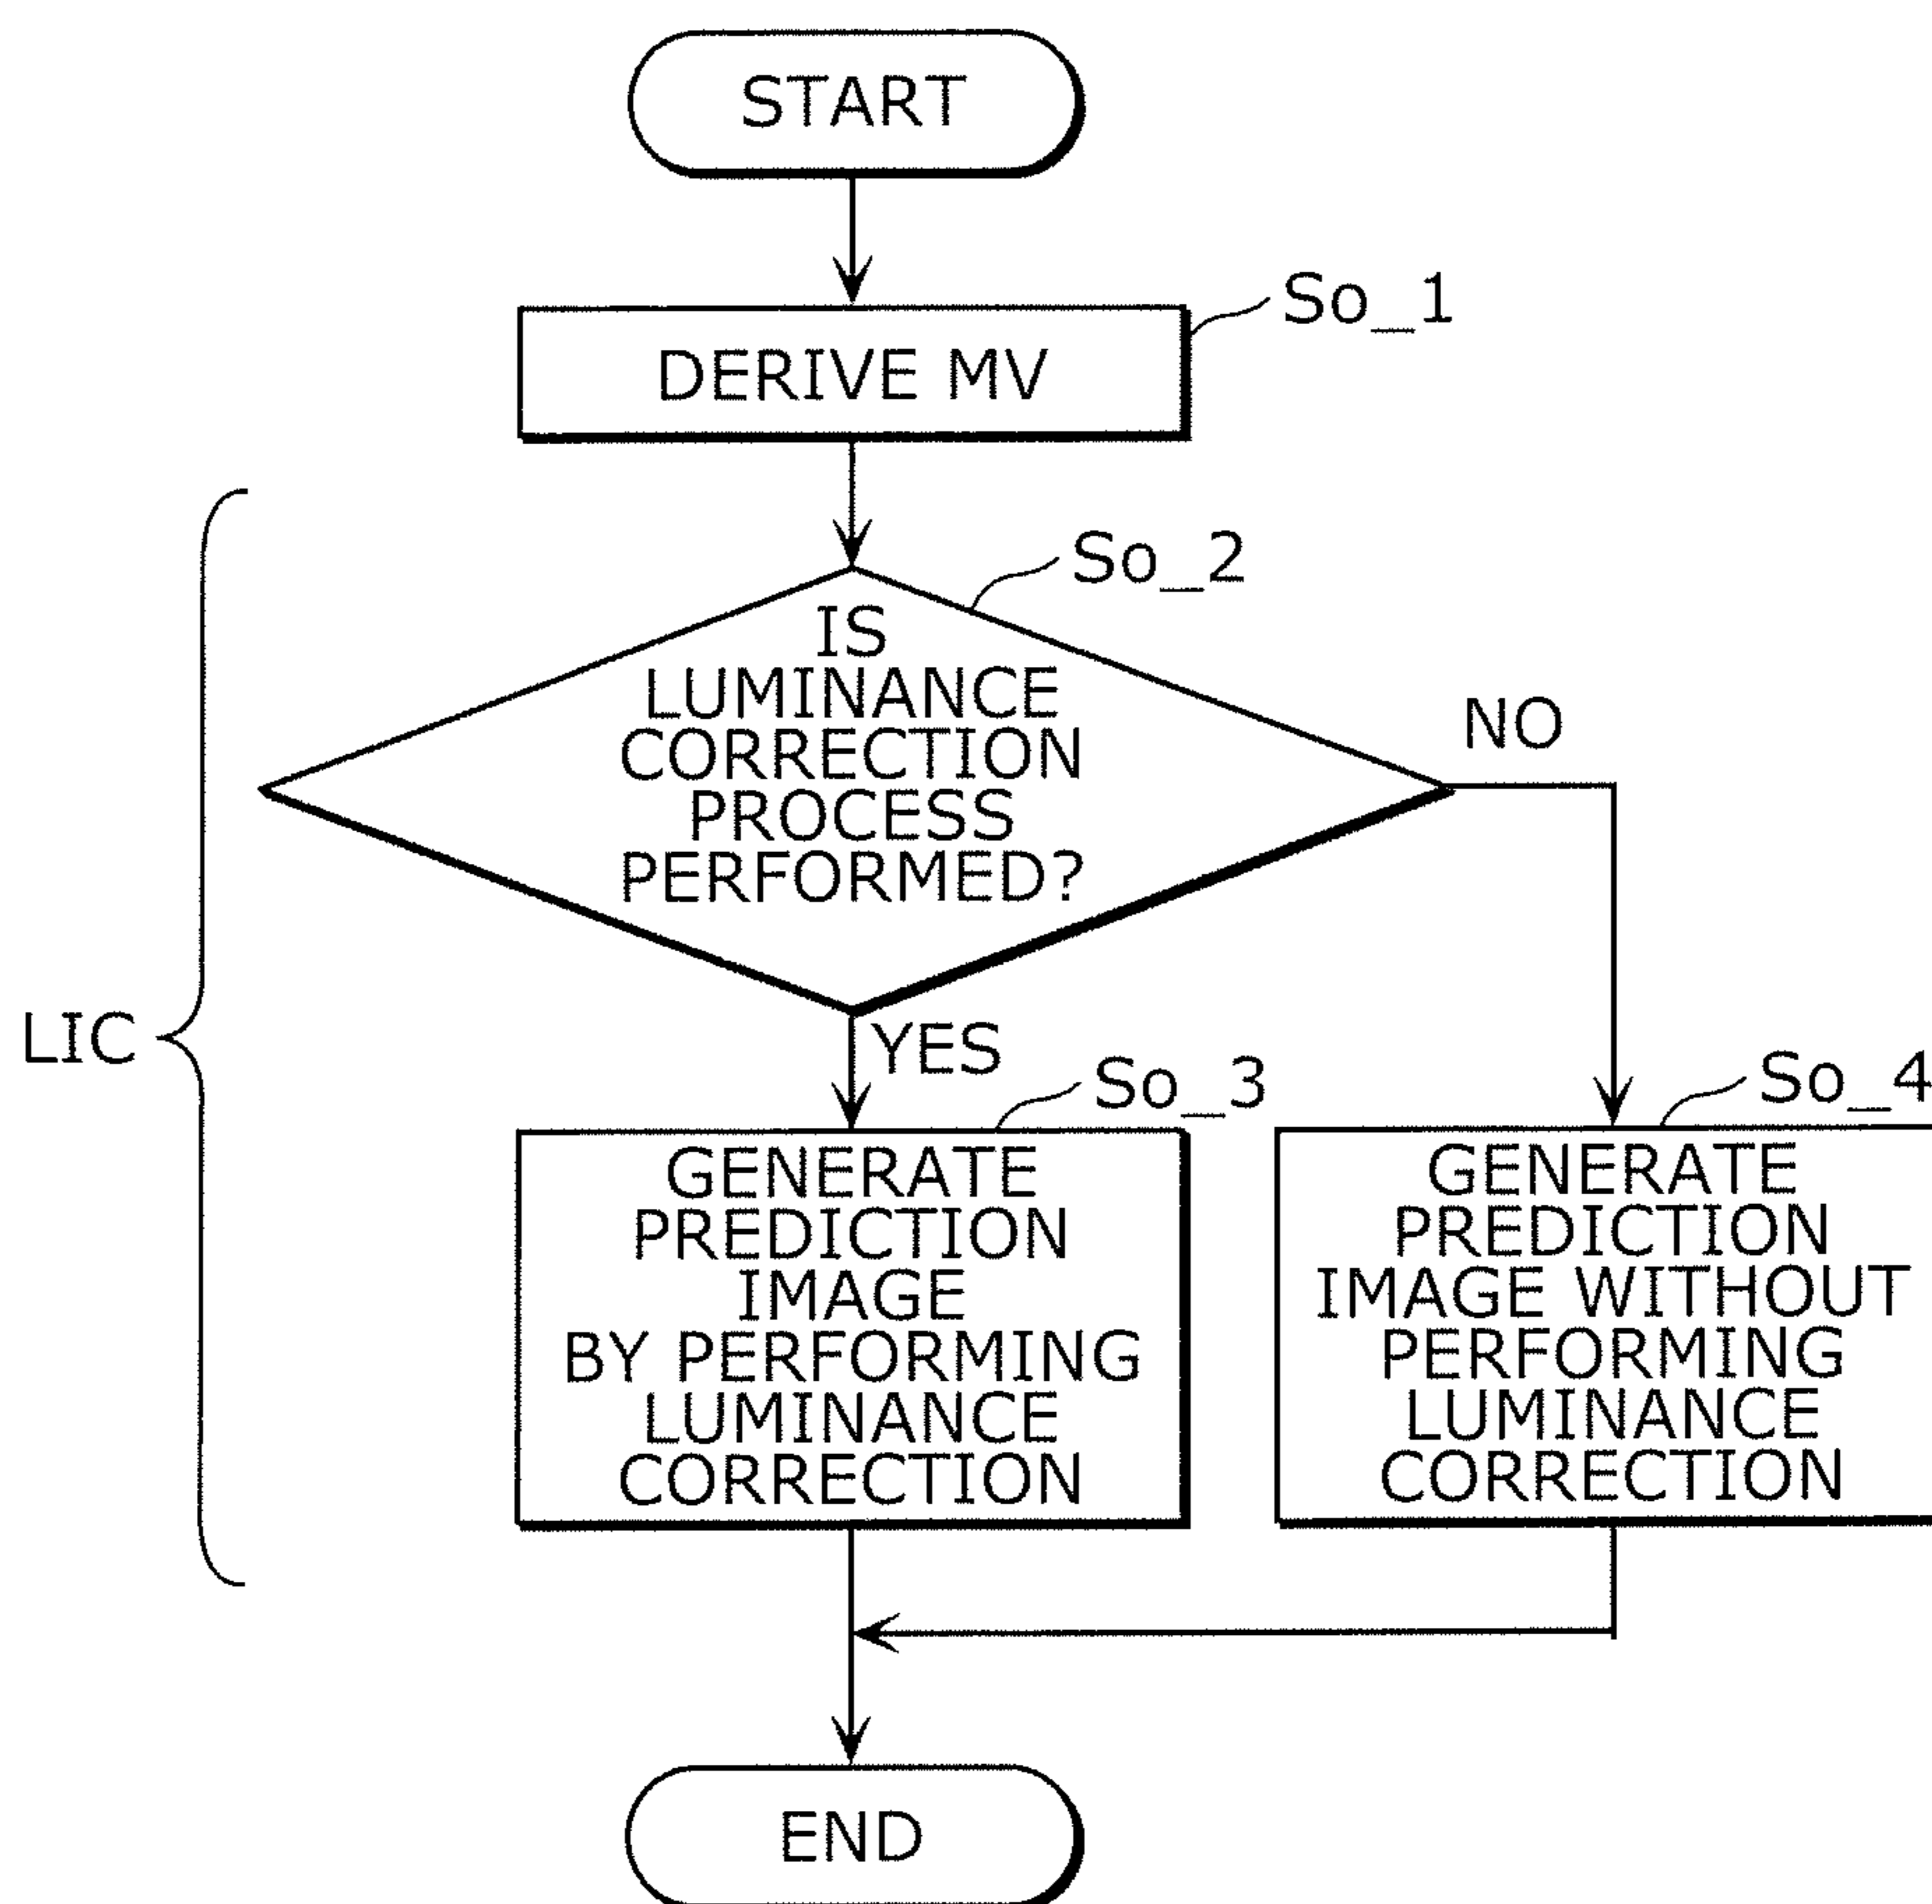 START
So_1
DERIVE MV
So_2
IS
LUMINANCE
CORRECTION
PROCESS
PERFORMED?
NO
LIC
YES
So_3
GENERATE
PREDICTION
IMAGE
BY PERFORMING
LUMINANCE
CORRECTION
So_4
GENERATE
PREDICTION
IMAGE WITHOUT
PERFORMING
LUMINANCE
CORRECTION
END